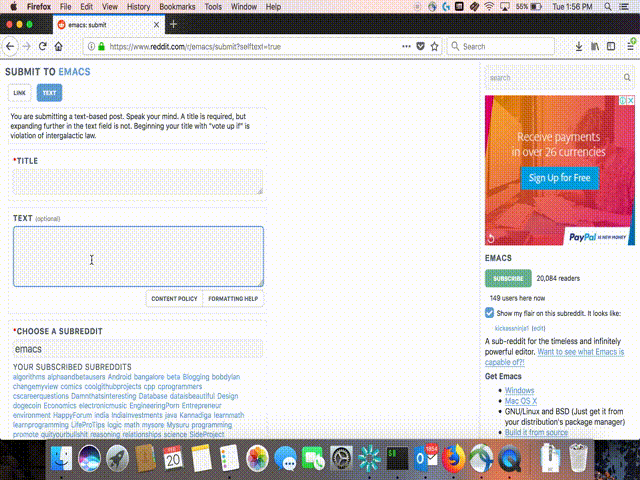 Firefox File Edit View History Bookmarks Tools Window Help 55% Tue 1:56 PM
emacs: submit
https://www.reddit.com/r/emacs/submit?selftext=true
Search
SUBMIT TO EMACS
LINK TEXT
You are submitting a text-based post. Speak your mind. A title is required, but
expanding further in the text field is not. Beginning your title with "vote up if" is
violation of intergalactic law.
*TITLE
TEXT (optional)
CONTENT POLICY FORMATTING HELP
*CHOOSE A SUBREDDIT
emacs
YOUR SUBSCRIBED SUBREDDITS
algorithms alphaandbetausers Android bangalore beta Blogging bobdylan
chengemyview comics coolgithubprojects cpp cprogrammers
cscareerquestions Damnthatsinteresting Database dataisbeautiful Design
dogecoin Economics electronicmusic EngineeringPorn Entrepreneur
environment HappyForum india IndiaInvestments java Kannadiga learnmath
learnprogramming LifeProTips logic math mysore Mysuru programming
promote quityourbullshit reasoning relationships science SideProject
search
Receive payments
in over 26 currencies
Sign Up for Free
PayPal IS NEW MONEY
EMACS
SUBSCRIBE 20,084 readers
149 users here now
Show my flair on this subreddit. It looks like:
(edit)
A sub-reddit for the timeless and infinitely
powerful editor. Want to see what Emacs is
capable of?!
Get Emacs
Windows
Mac OS X
GNU/Linux and BSD (Just get it from
your distribution's package manager)
Build it from source
20